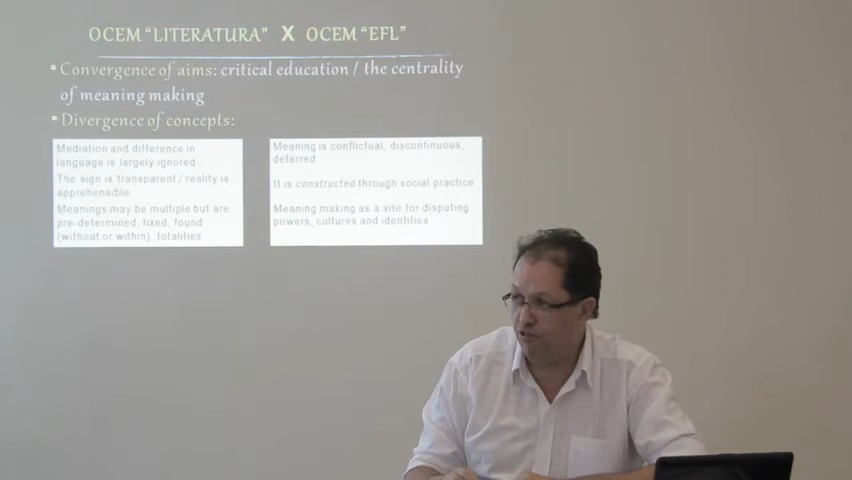 OCEM “LITERATURA” X OCEM “EFL”
▪ Convergence of aims: critical education / the centrality
of meaning making
▪ Divergence of concepts:
Mediation and difference in
language is largely ignored
The sign is transparent / reality is
apprehensible
Meanings may be multiple but are
pre-determined, fixed, found
(without or within), totalities
Meaning is conflictual, discontinuous,
deferred
It is constructed through social practice
Meaning making as a site for disputing
powers, cultures and identities